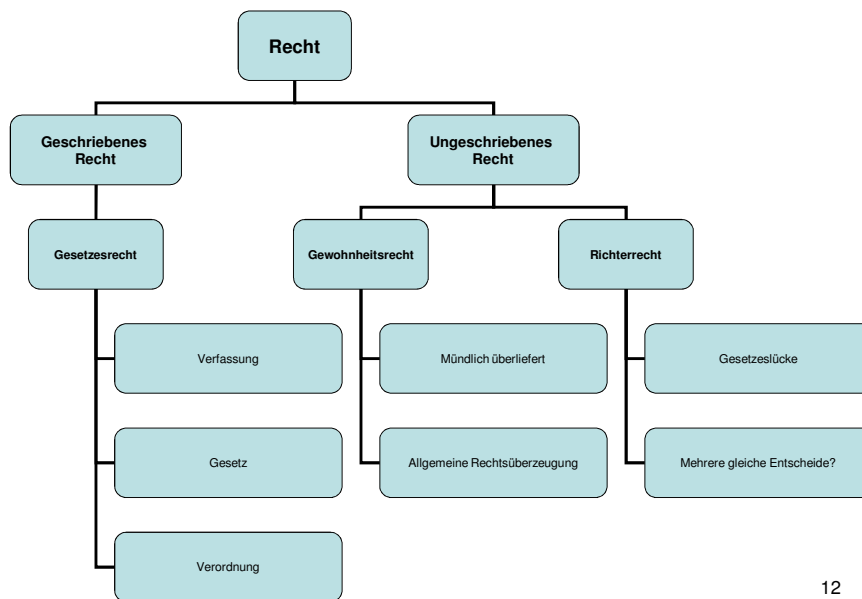 Recht
Geschriebenes
Recht
Ungeschriebenes
Recht
Gesetzesrecht
Gewohnheitsrecht
Richterrecht
Verfassung
Mündlich überliefert
Gesetzeslücke
Gesetz
Allgemeine Rechtsüberzeugung
Mehrere gleiche Entscheide?
Verordnung
12